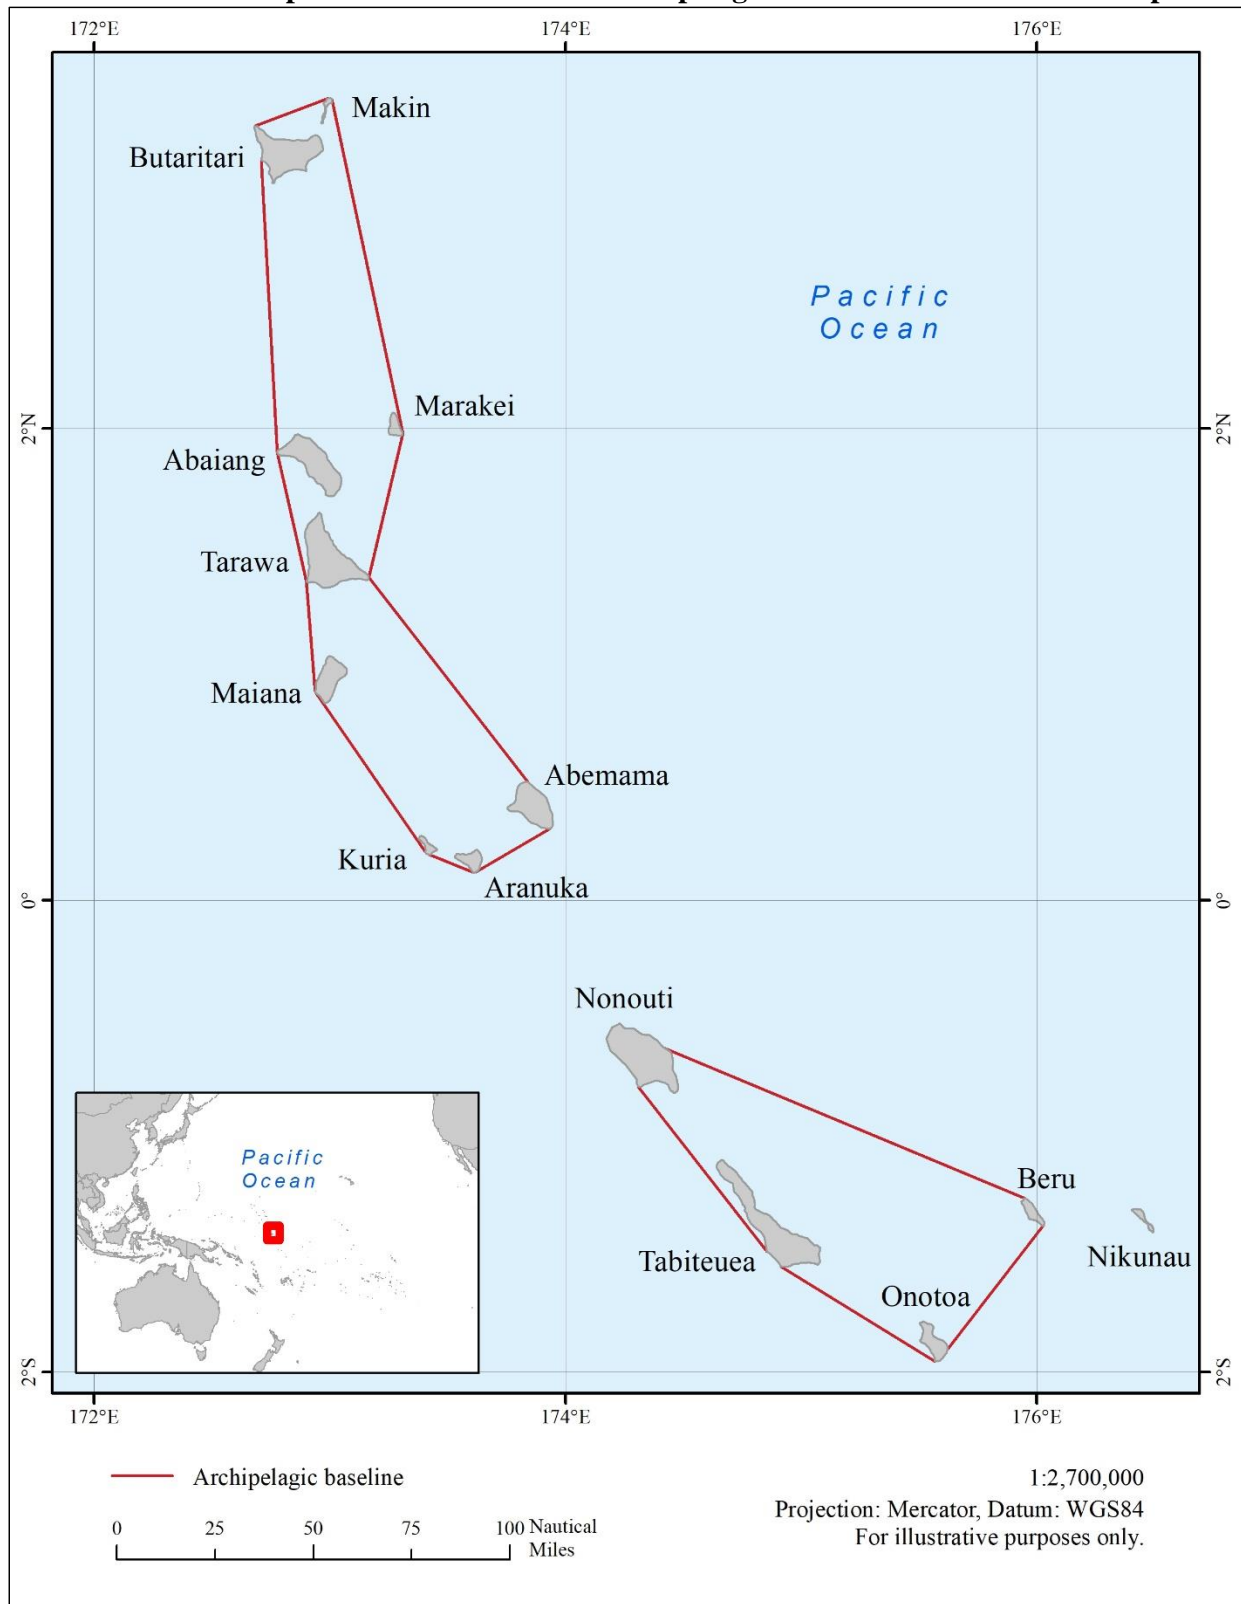 172°E
174°E
176°E
Makin
Butaritari
Pacific
Ocean
Marakei
2°N
2°N
Abaiang
Tarawa
Maiana
Abemama
Kuria
Aranuka
0°
0°
Nonouti
Pacific
Ocean
Beru
Nikunau
Tabiteuea
Onotoa
2°S
2°S
172°E
174°E
176°E
Archipelagic baseline
0 25 50 75 100 Nautical
Miles
1:2,700,000
Projection: Mercator, Datum: WGS84
For illustrative purposes only.